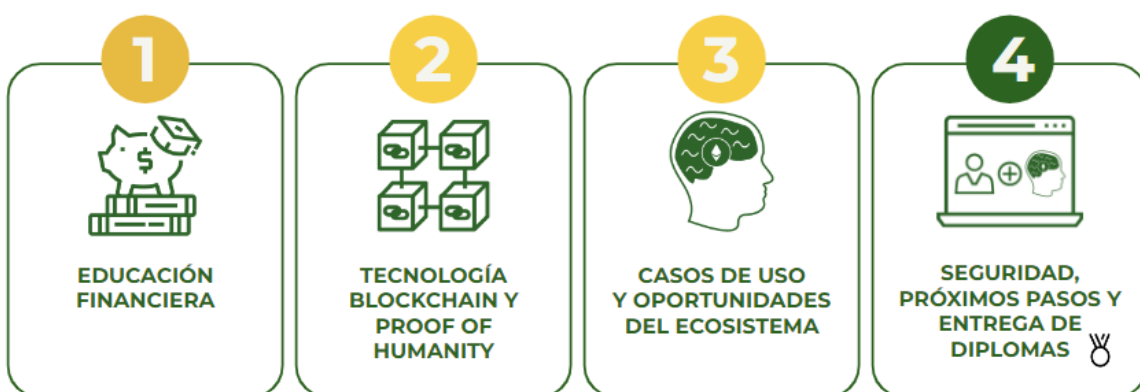 1
EDUCACIÓN
FINANCIERA
2
TECNOLOGÍA
BLOCKCHAIN Y
PROOF OF
HUMANITY
3
CASOS DE USO
Y OPORTUNIDADES
DEL ECOSISTEMA
4
SEGURIDAD,
PRÓXIMOS PASOS Y
ENTREGA DE
DIPLOMAS